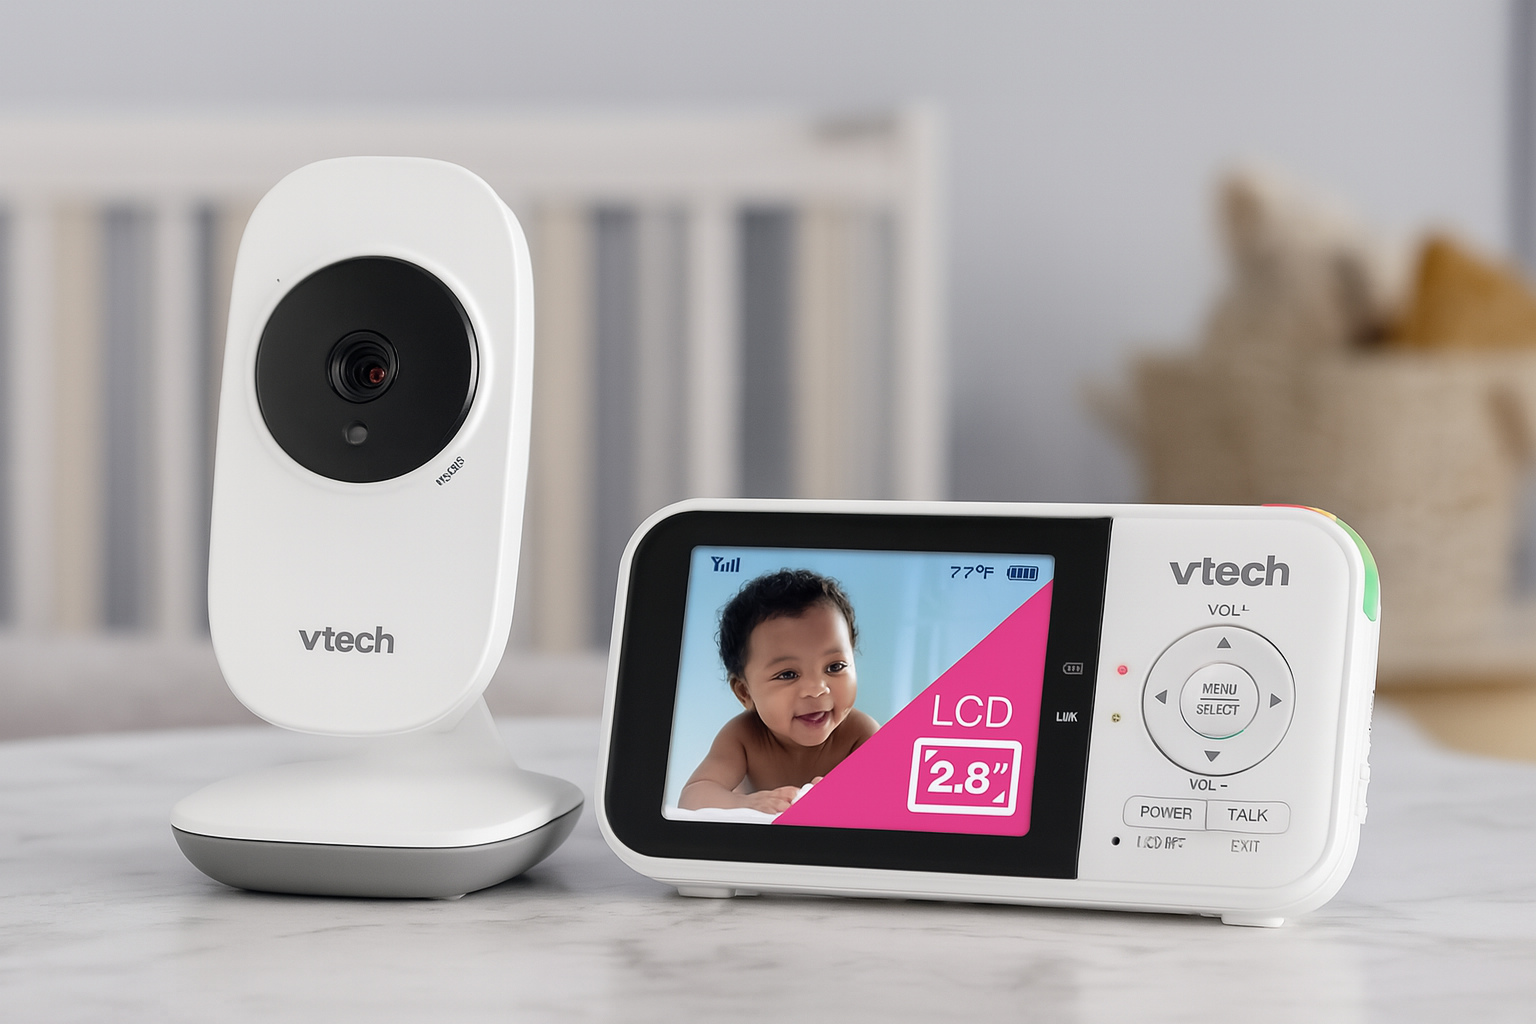 vtech
77°F
LCD
2.8”
vtech
VOL+
MENU
SELECT
VOL -
POWER
TALK
EXIT